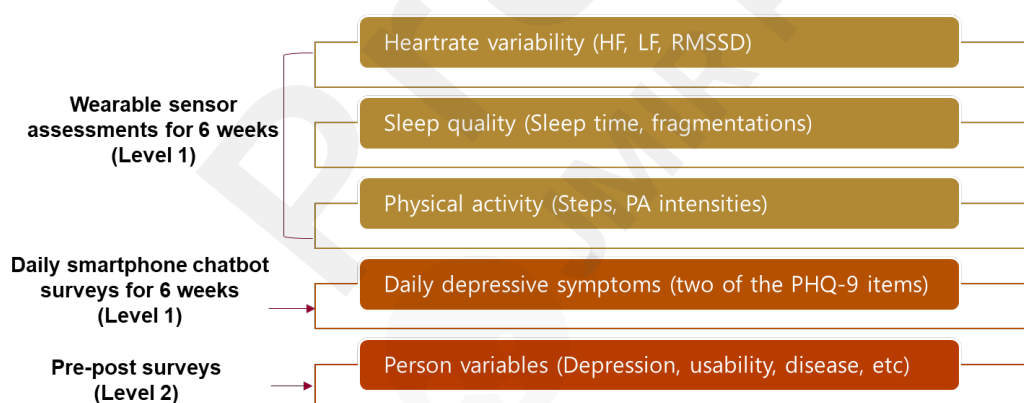 Heartrate variability (HF, LF, RMSSD)
Wearable sensor
assessments for 6 weeks
(Level 1)
Sleep quality (Sleep time, fragmentations)
Physical activity (Steps, PA intensities)
Daily smartphone chatbot
surveys for 6 weeks
(Level 1)
Daily depressive symptoms (two of the PHQ-9 items)
Pre-post surveys
(Level 2)
Person variables (Depression, usability, disease, etc)
JMIR